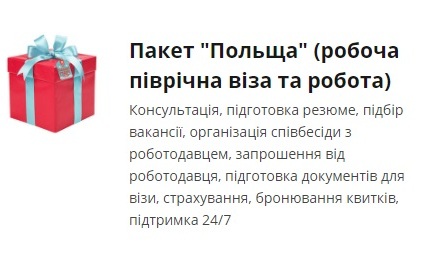 Пакет "Польща" (робоча
піврічна віза та робота)
Консультація, підготовка резюме, підбір
вакансії, організація співбесіди з
роботодавцем, запрошення від
роботодавця, підготовка документів для
візи, страхування, бронювання квитків,
підтримка 24/7